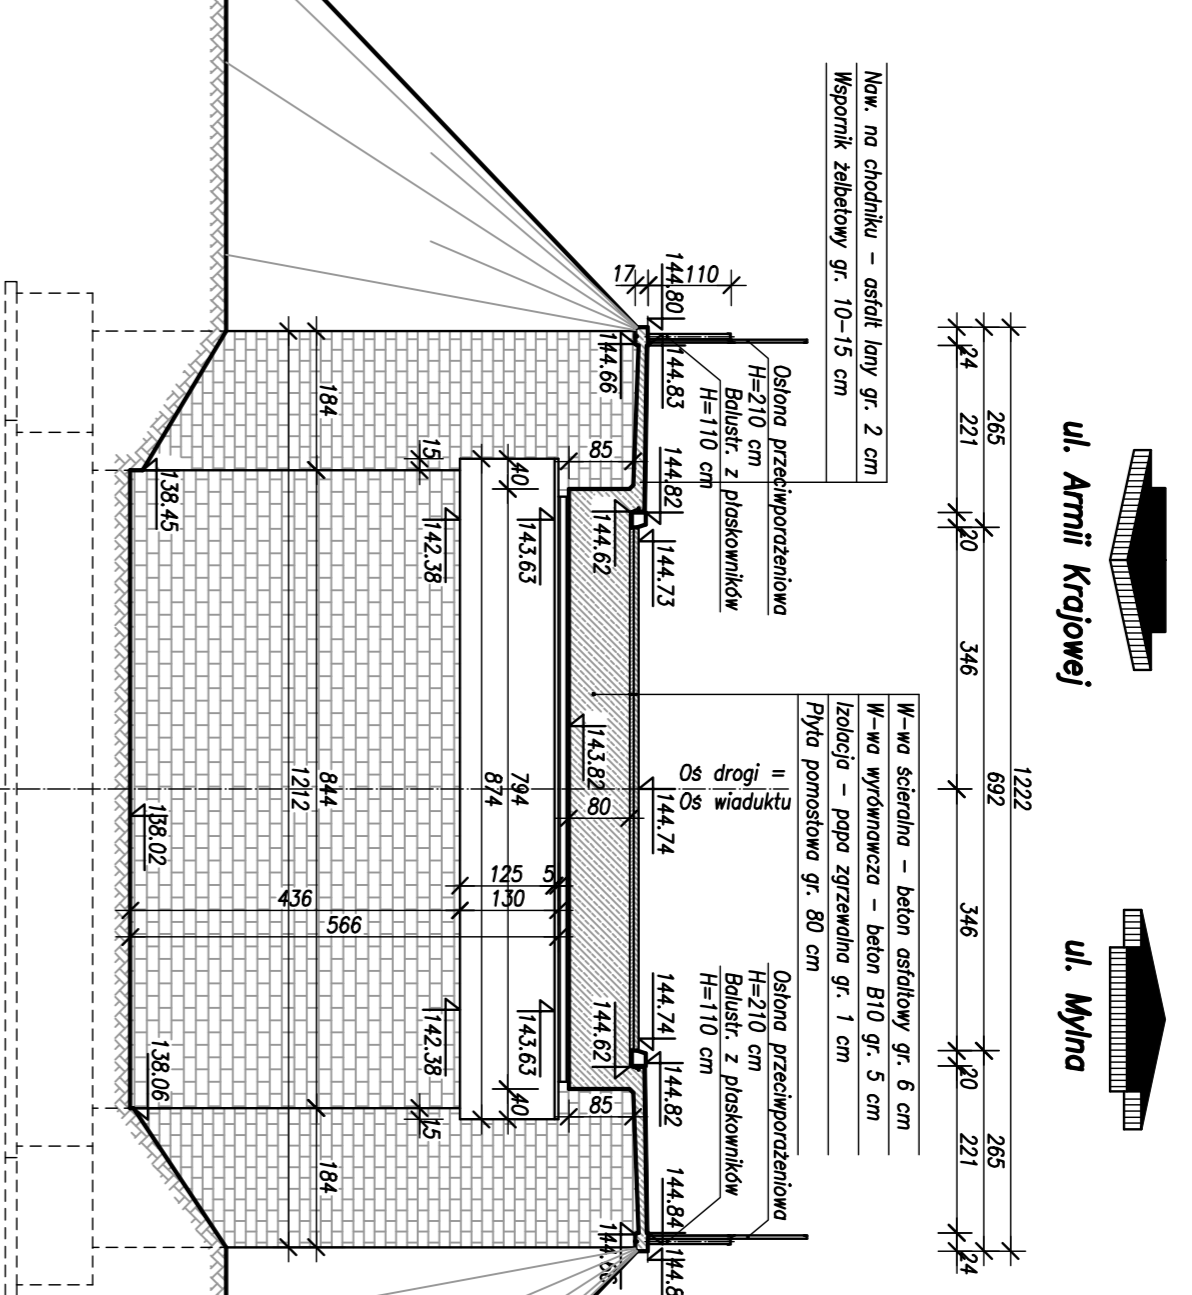 ul. Armii Krajowej
ul. Mylna
1222
265
692
265
24
221
20
346
346
20
221
24
Naw. na chodniku - asfalt lany gr. 2 cm
Wspornik żelbetowy gr. 10-15 cm
W-wa ścieralna - beton asfaltowy gr. 6 cm
W-wa wyrównawcza - beton B10 gr. 5 cm
Izolacja - papa zgrzewalna gr. 1 cm
Płyta pomostowa gr. 80 cm
Osłona przeciwporażeniowa
H=210 cm
Balustr. z płaskowników
H=110 cm
Oś drogi =
Oś wiaduktu
Osłona przeciwporażeniowa
H=210 cm
Balustr. z płaskowników
H=110 cm
110
17
144.80
144.83
144.82
144.73
144.74
144.74
144.82
144.84
144.66
144.62
144.62
85
143.82
80
85
40
143.63
794
5
143.63
40
874
125
130
15
142.38
142.38
15
184
844
436
566
184
1212
138.45
138.02
138.06